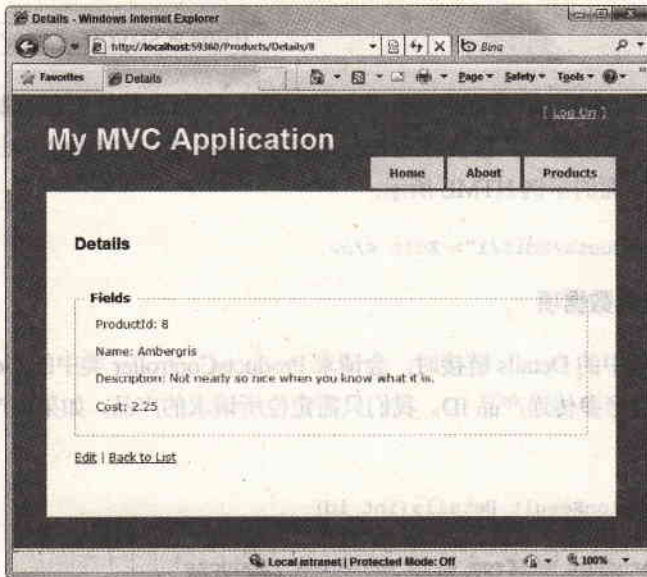 Details - Windows Internet Explorer
http://localhost:59360/Products/Details/8
Bing
Favorites
Details
Page
Safety
Tools
[ Log On ]
My MVC Application
Home
About
Products
Details
Fields
ProductId: 8
Name: Ambergris
Description: Not nearly so nice when you know what it is.
Cost: 2.25
Edit | Back to List
Local intranet | Protected Mode: Off
100%